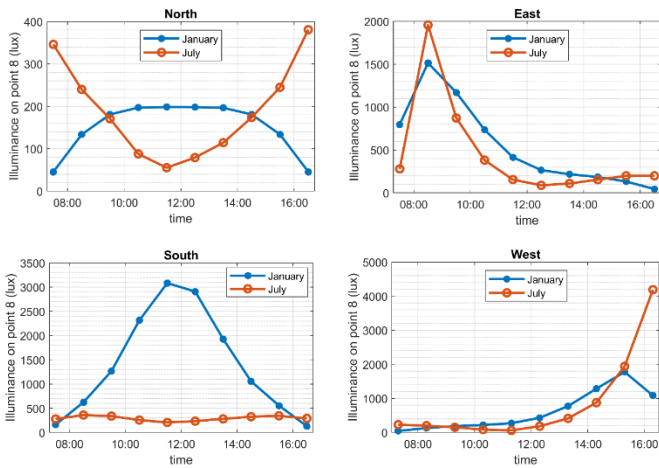 North
Illuminance on point 8 (lux)
400
300
200
100
0
January
July
08:00 10:00 12:00 14:00 16:00
time
East
Illuminance on point 8 (lux)
2000
1500
1000
500
200
0
January
July
08:00 10:00 12:00 14:00 16:00
time
South
Illuminance on point 8 (lux)
3500
3000
2500
2000
1500
1000
500
0
January
July
08:00 10:00 12:00 14:00 16:00
time
West
Illuminance on point 8 (lux)
5000
4000
3000
2000
1000
0
January
July
08:00 10:00 12:00 14:00 16:00
time